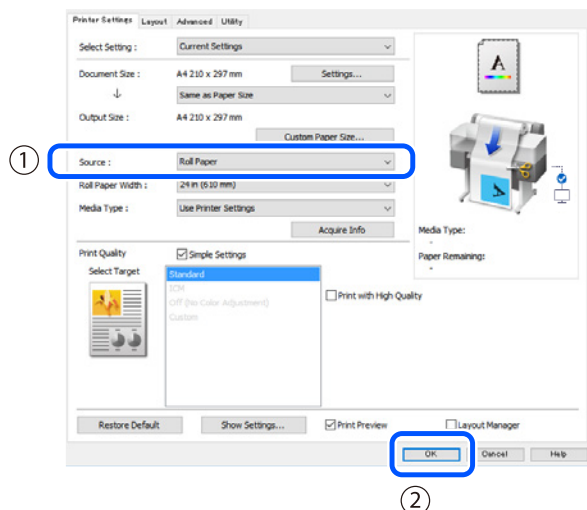 Printer Settings Layout Advanced Utility
Select Setting : Current Settings
Document Size : A4 210 x 297 mm Settings...
Same as Paper Size
Output Size : A4 210 x 297 mm
Custom Paper Size...
① Source : Roll Paper
Roll Paper Width : 24 in (610 mm)
Media Type : Use Printer Settings
Acquire Info
Print Quality Simple Settings
Select Target
Standard
ICM
Off (No Color Adjustment)
Custom
Print with High Quality
A
A
Media Type:
-
Paper Remaining:
-
Restore Default Show Settings... Print Preview Layout Manager
OK Cancel Help
②